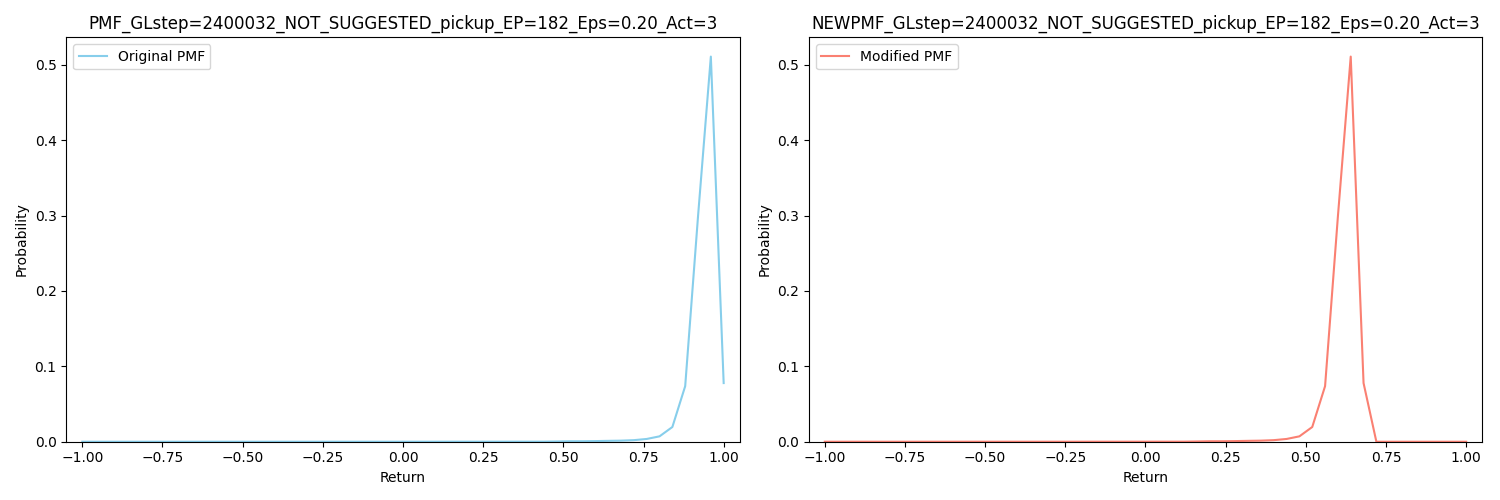 PMF_GLstep=2400032_NOT_SUGGESTED_pickup_EP=182_Eps=0.20_Act=3
Original PMF
Probability
0.5
0.4
0.3
0.2
0.1
0.0
−1.00 −0.75 −0.50 −0.25 0.00 0.25 0.50 0.75 1.00
Return
NEWPMF_GLstep=2400032_NOT_SUGGESTED_pickup_EP=182_Eps=0.20_Act=3
Modified PMF
Probability
0.5
0.4
0.3
0.2
0.1
0.0
−1.00 −0.75 −0.50 −0.25 0.00 0.25 0.50 0.75 1.00
Return